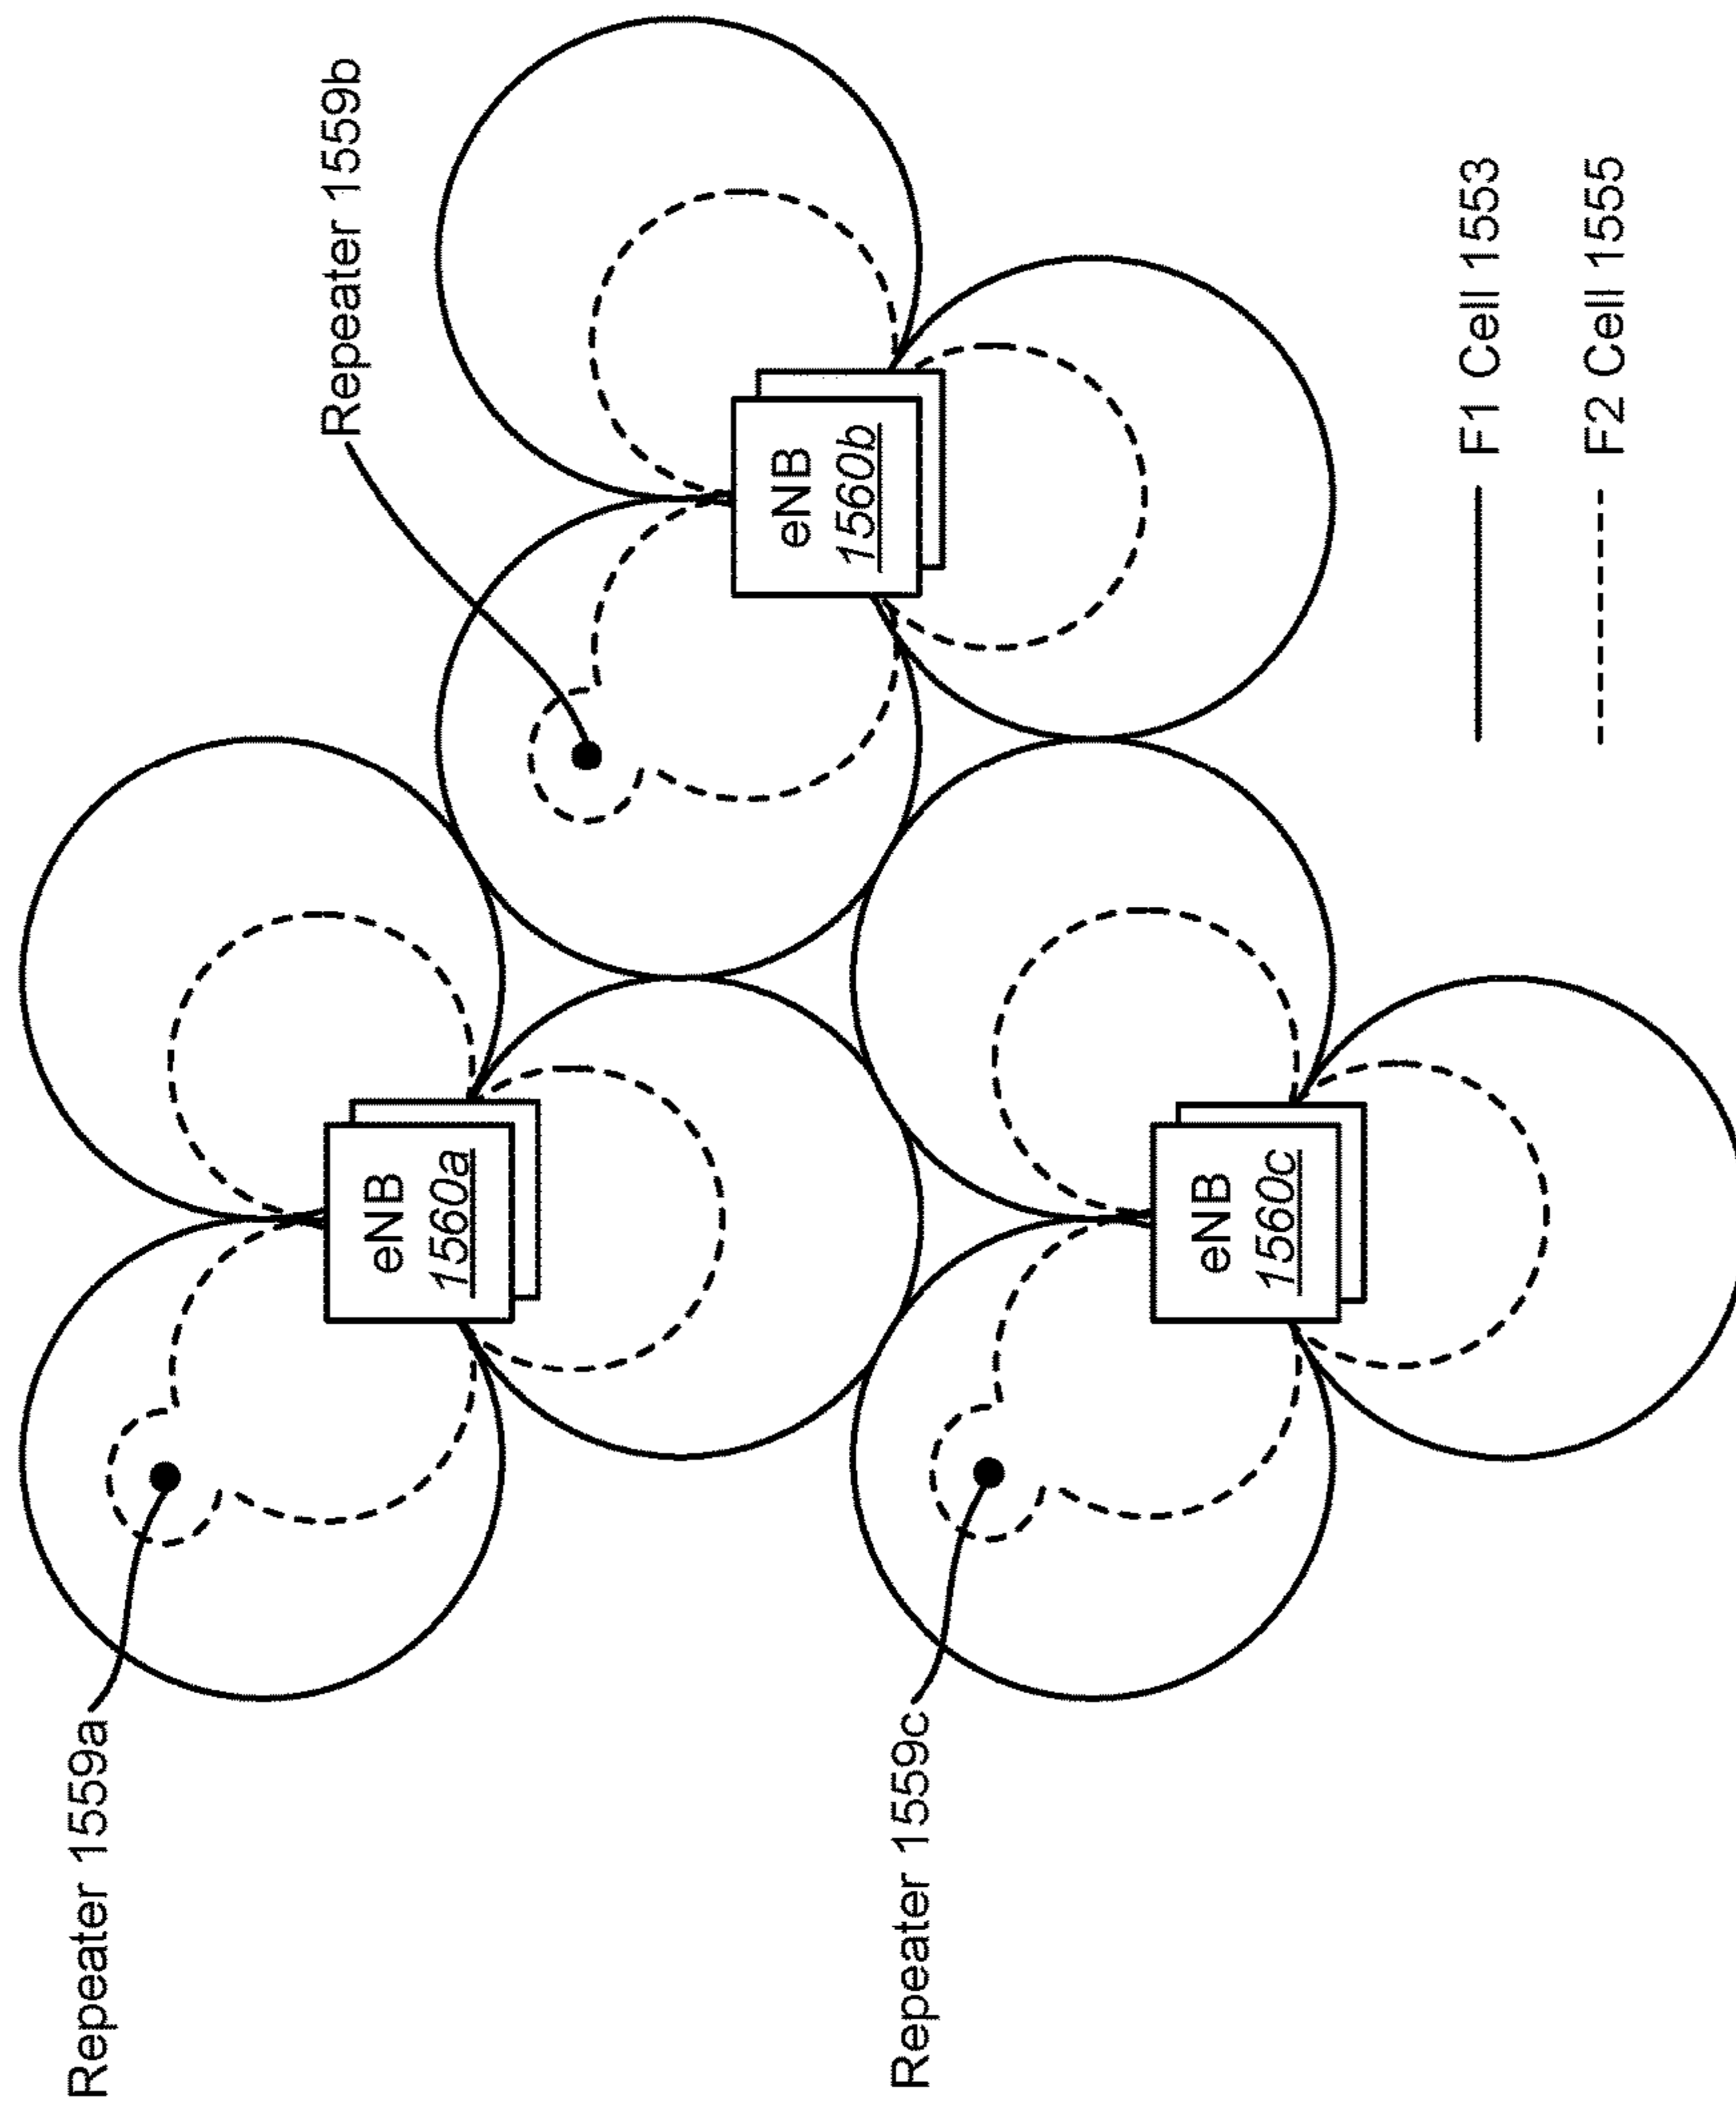 Repeater 1559a
Repeater 1559b
Repeater 1559c
eNB
1560a
eNB
1560b
eNB
1560c
F1 Cell 1553
F2 Cell 1555